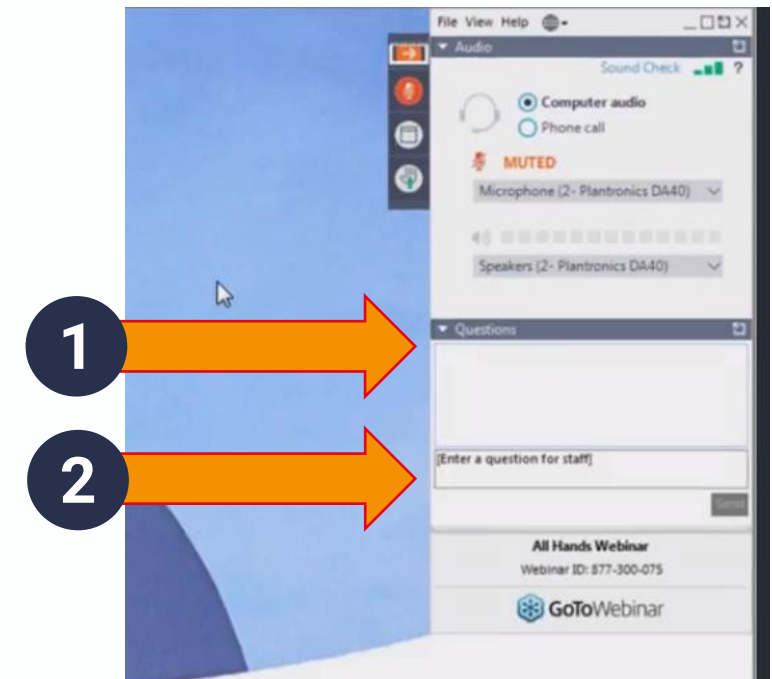 File View Help
Audio
Sound Check ?
Computer audio
Phone call
MUTED
Microphone (2- Plantronics DA40)
Speakers (2- Plantronics DA40)
1
Questions
2
[Enter a question for staff]
Send
All Hands Webinar
Webinar ID: 877-300-075
GoToWebinar